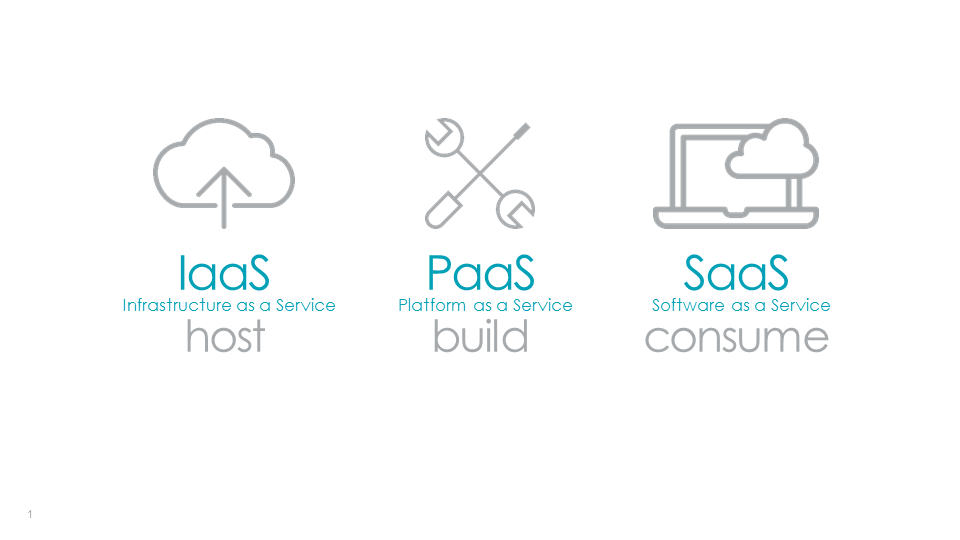 IaaS
Infrastructure as a Service
host
PaaS
Platform as a Service
build
SaaS
Software as a Service
consume
1